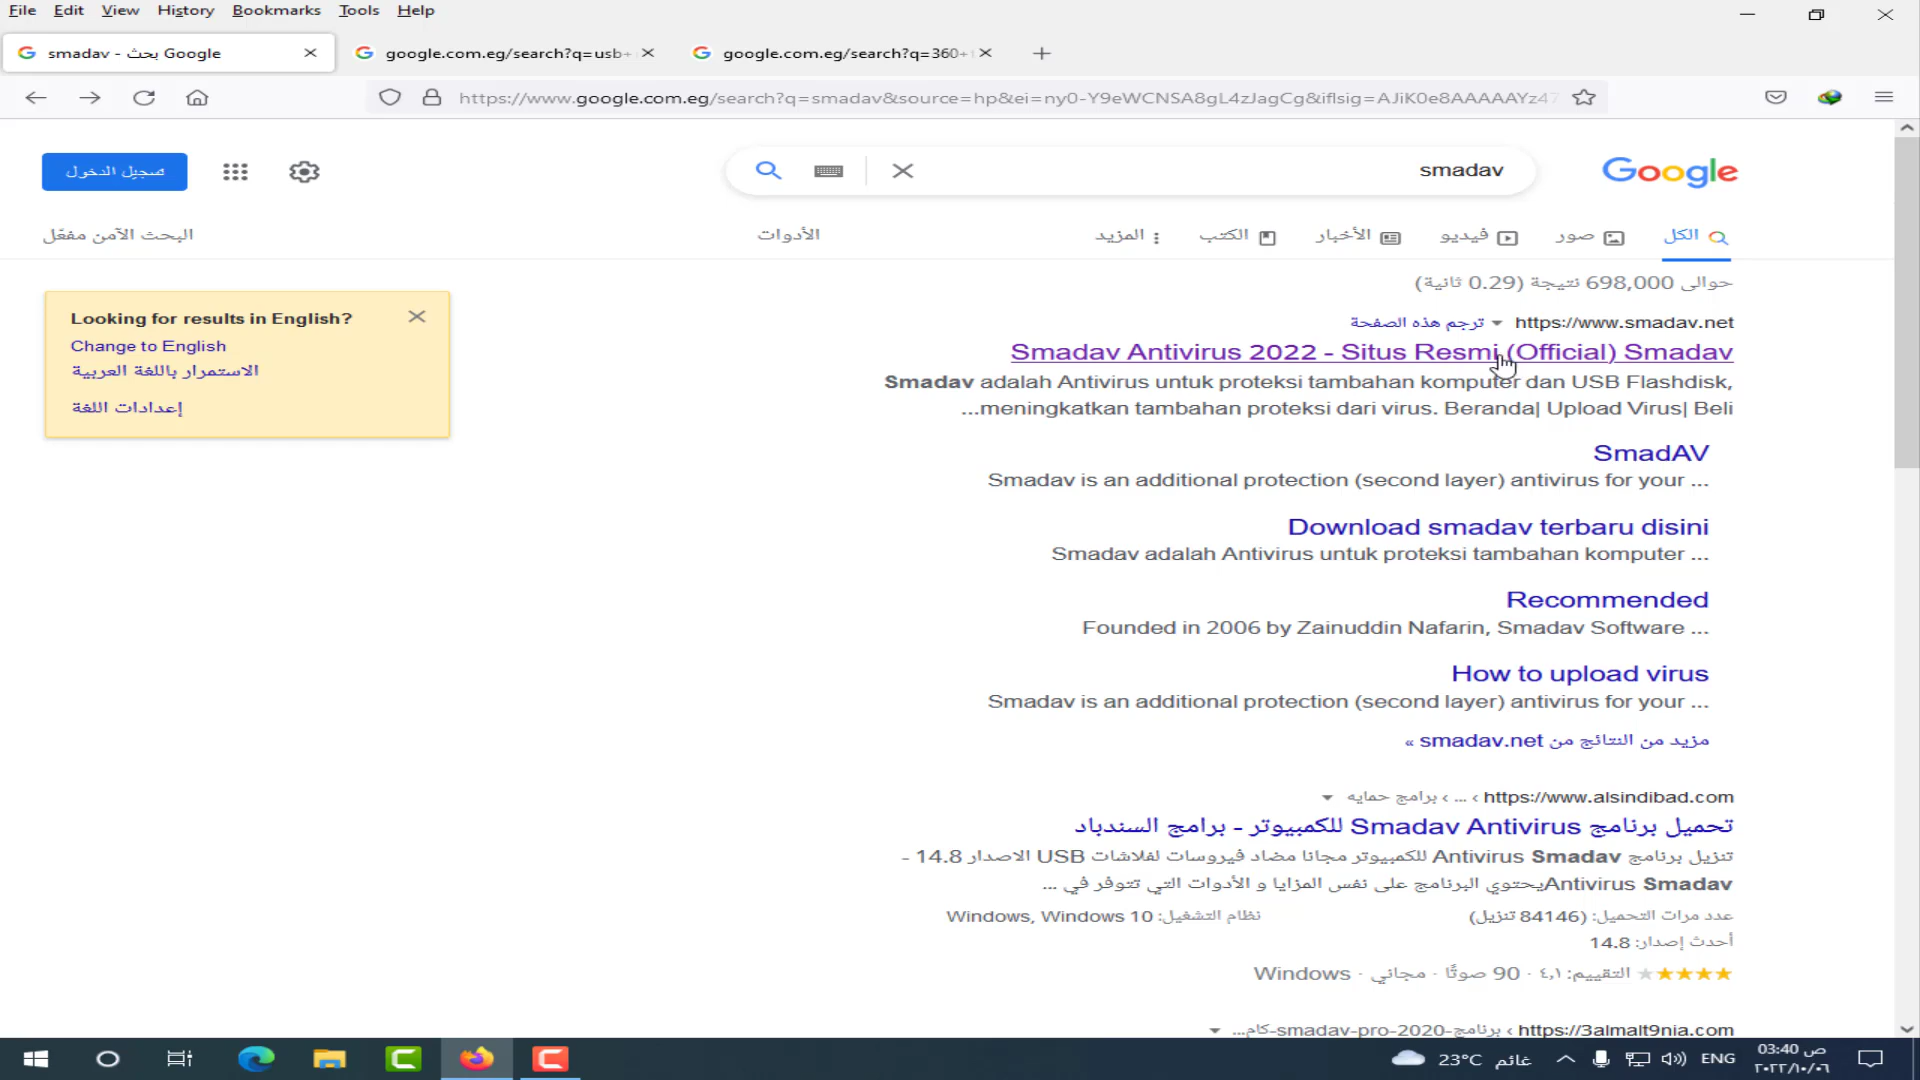 File Edit View History Bookmarks Tools Help
smadav - بحث Google
google.com.eg/search?q=usb+
google.com.eg/search?q=360+
https://www.google.com.eg/search?q=smadav&source=hp&ei=ny0-Y9eWCNSA8gL4zJagCg&iflsig=AJiK0e8AAAAAYz47
تسجيل الدخول
smadav
Google
الكل
صور
فيديو
الأخبار
الكتب
المزيد
الأدوات
البحث الآمن مفعّل
حوالى 698,000 نتيجة (0.29 ثانية)
Looking for results in English?
Change to English
الاستمرار باللغة العربية
إعدادات اللغة
https://www.smadav.net ترجم هذه الصفحة
Smadav Antivirus 2022 - Situs Resmi (Official) Smadav
Smadav adalah Antivirus untuk proteksi tambahan komputer dan USB Flashdisk,
...meningkatkan tambahan proteksi dari virus. Beranda| Upload Virus| Beli
SmadAV
Smadav is an additional protection (second layer) antivirus for your ...
Download smadav terbaru disini
Smadav adalah Antivirus untuk proteksi tambahan komputer ...
Recommended
Founded in 2006 by Zainuddin Nafarin, Smadav Software ...
How to upload virus
Smadav is an additional protection (second layer) antivirus for your ...
مزيد من النتائج من smadav.net »
https://www.alsindibad.com › ... › برامج حمايه
تحميل برنامج Smadav Antivirus للكمبيوتر - برامج السندباد
تنزيل برنامج Antivirus Smadav للكمبيوتر مجانا مضاد فيروسات لفلاشات USB الاصدار 14.8 -
Antivirus Smadavيحتوي البرنامج على نفس المزايا و الأدوات التي تتوفر في ...
عدد مرات التحميل: (84146 تنزيل) نظام التشغيل: Windows, Windows 10
أحدث إصدار: 14.8
التقييم: ٤٫١ · 90 صوتًا · مجاني · Windows
https://3almalt9nia.com › برنامج-smadav-pro-2020-كام...
غائم 23°C
ENG
03:40 ص
٢٠٢٢/١٠/٠٦